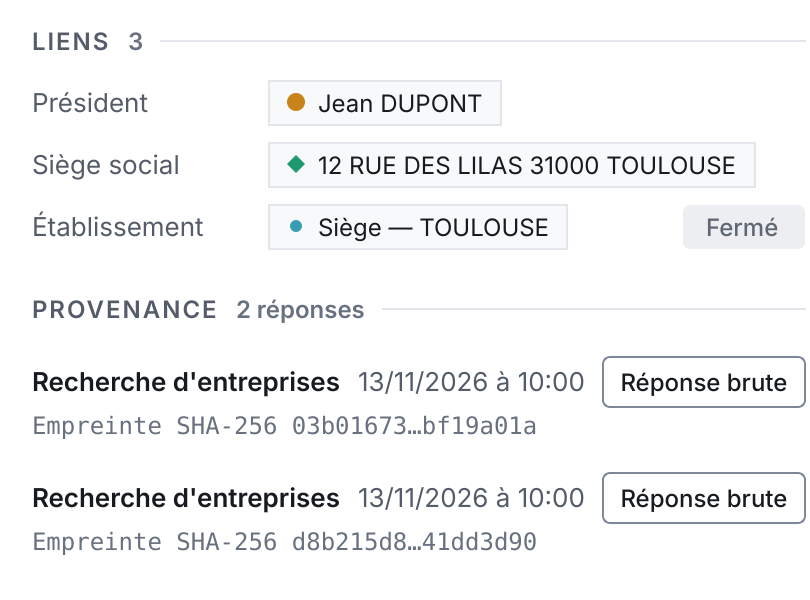 LIENS 3
Président Jean DUPONT
Siège social 12 RUE DES LILAS 31000 TOULOUSE
Établissement Siège — TOULOUSE Fermé
PROVENANCE 2 réponses
Recherche d'entreprises 13/11/2026 à 10:00 Réponse brute
Empreinte SHA-256 03b01673…bf19a01a
Recherche d'entreprises 13/11/2026 à 10:00 Réponse brute
Empreinte SHA-256 d8b215d8…41dd3d90